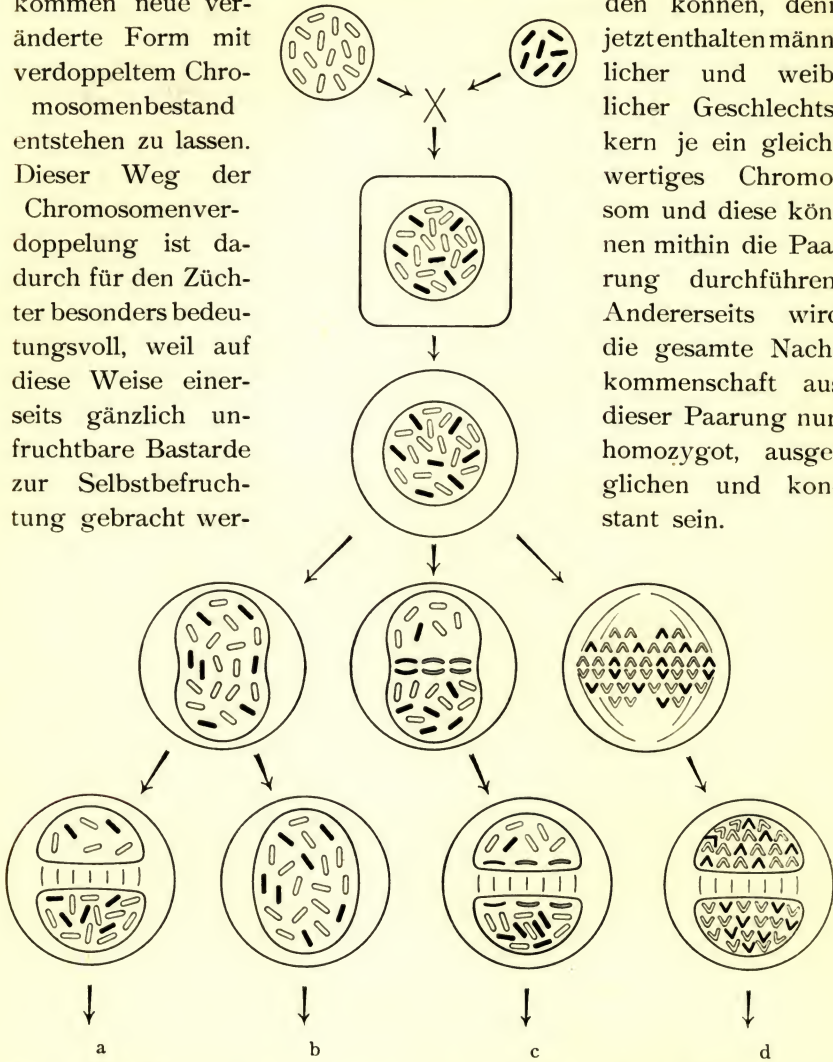 kommen neue ver-
änderte Form mit
verdoppeltem Chro-
mosomenbestand
entstehen zu lassen.
Dieser Weg der
Chromosomenver-
doppelung ist da-
durch für den Züch-
ter besonders bedeu-
tungsvoll, weil auf
diese Weise einer-
seits gänzlich un-
fruchtbare Bastarde
zur Selbstbefruch-
tung gebracht wer-
den können, denn
jetzt enthalten männ
licher und weib
licher Geschlechts
kern je ein gleich
wertiges Chromo
som und diese kön
nen mithin die Paa
rung durchführen
Andererseits wird
die gesamte Nach
kommenschaft aus
dieser Paarung nur
homozygot, ausge
glichen und kon
stant sein.
X
a b c d